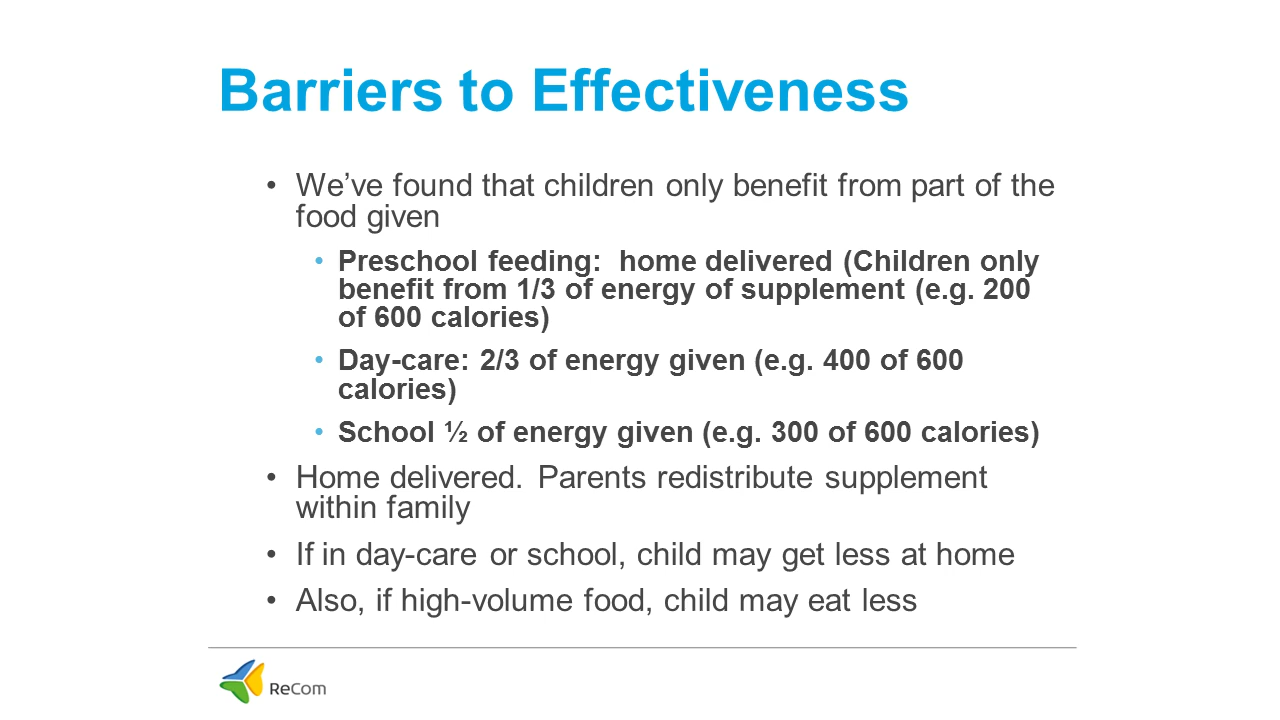 Barriers to Effectiveness
• We’ve found that children only benefit from part of the
food given
• Preschool feeding:  home delivered (Children only
benefit from 1/3 of energy of supplement (e.g. 200
of 600 calories)
• Day-care: 2/3 of energy given (e.g. 400 of 600
calories)
• School ½ of energy given (e.g. 300 of 600 calories)
• Home delivered.  Parents redistribute supplement
within family
• If in day-care or school, child may get less at home
• Also, if high-volume food, child may eat less
ReCom